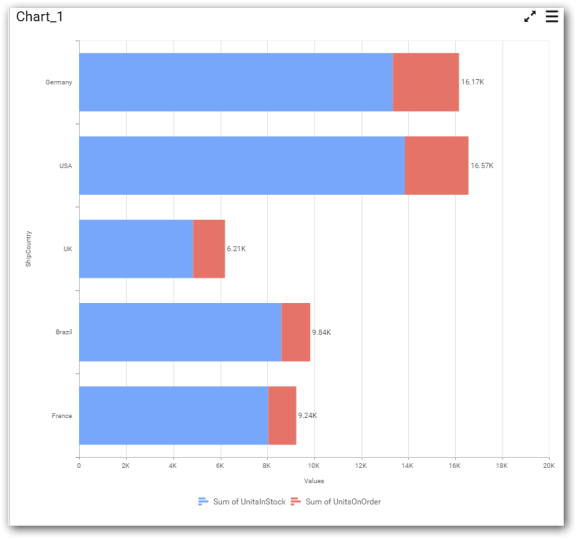 Chart_1
Germany
16.17K
USA
16.57K
ShipCountry
UK
6.21K
Brazil
9.84K
France
9.24K
0 2K 4K 6K 8K 10K 12K 14K 16K 18K 20K
Values
Sum of UnitsInStock Sum of UnitsOnOrder